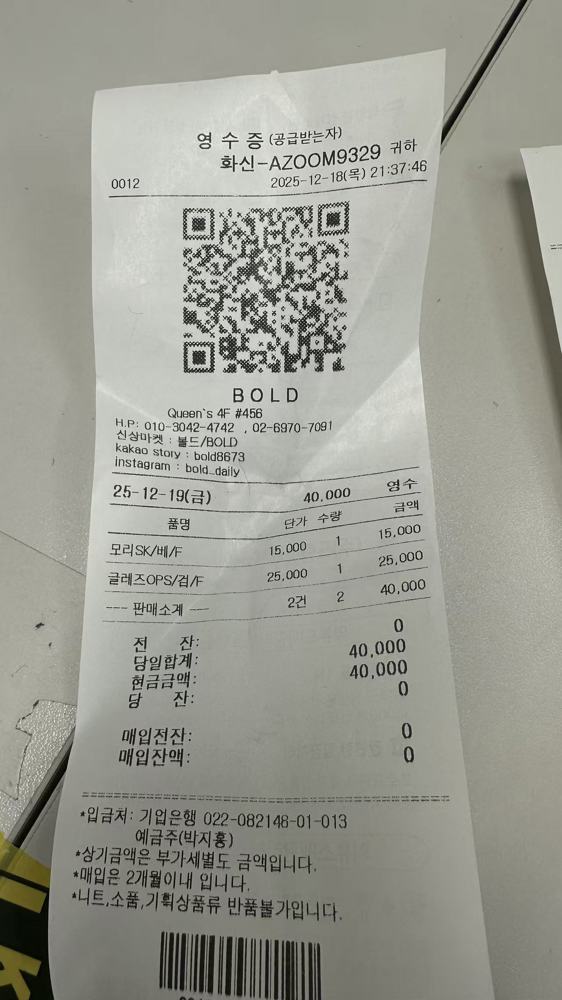 영 수 증 (공급받는자)
화신-AZOOM9329 귀하
0012 2025-12-18(목) 21:37:46
BOLD
Queen`s 4F #456
H.P: 010-3042-4742 , 02-6970-7091
신상마켓 : 볼드/BOLD
kakao story : bold8673
instagram : bold_daily
25-12-19(금) 40,000 영수
품명 단가 수량 금액
모리SK/베/F 15,000 1 15,000
글레즈OPS/검/F 25,000 1 25,000
--- 판매소계 --- 2건 2 40,000
전 잔: 0
당일합계: 40,000
현금금액: 40,000
당 잔: 0
매입전잔: 0
매입잔액: 0
*입금처: 기업은행 022-082148-01-013
예금주(박지홍)
*상기금액은 부가세별도 금액입니다.
*매입은 2개월이내 입니다.
*니트,소품,기획상품류 반품불가입니다.